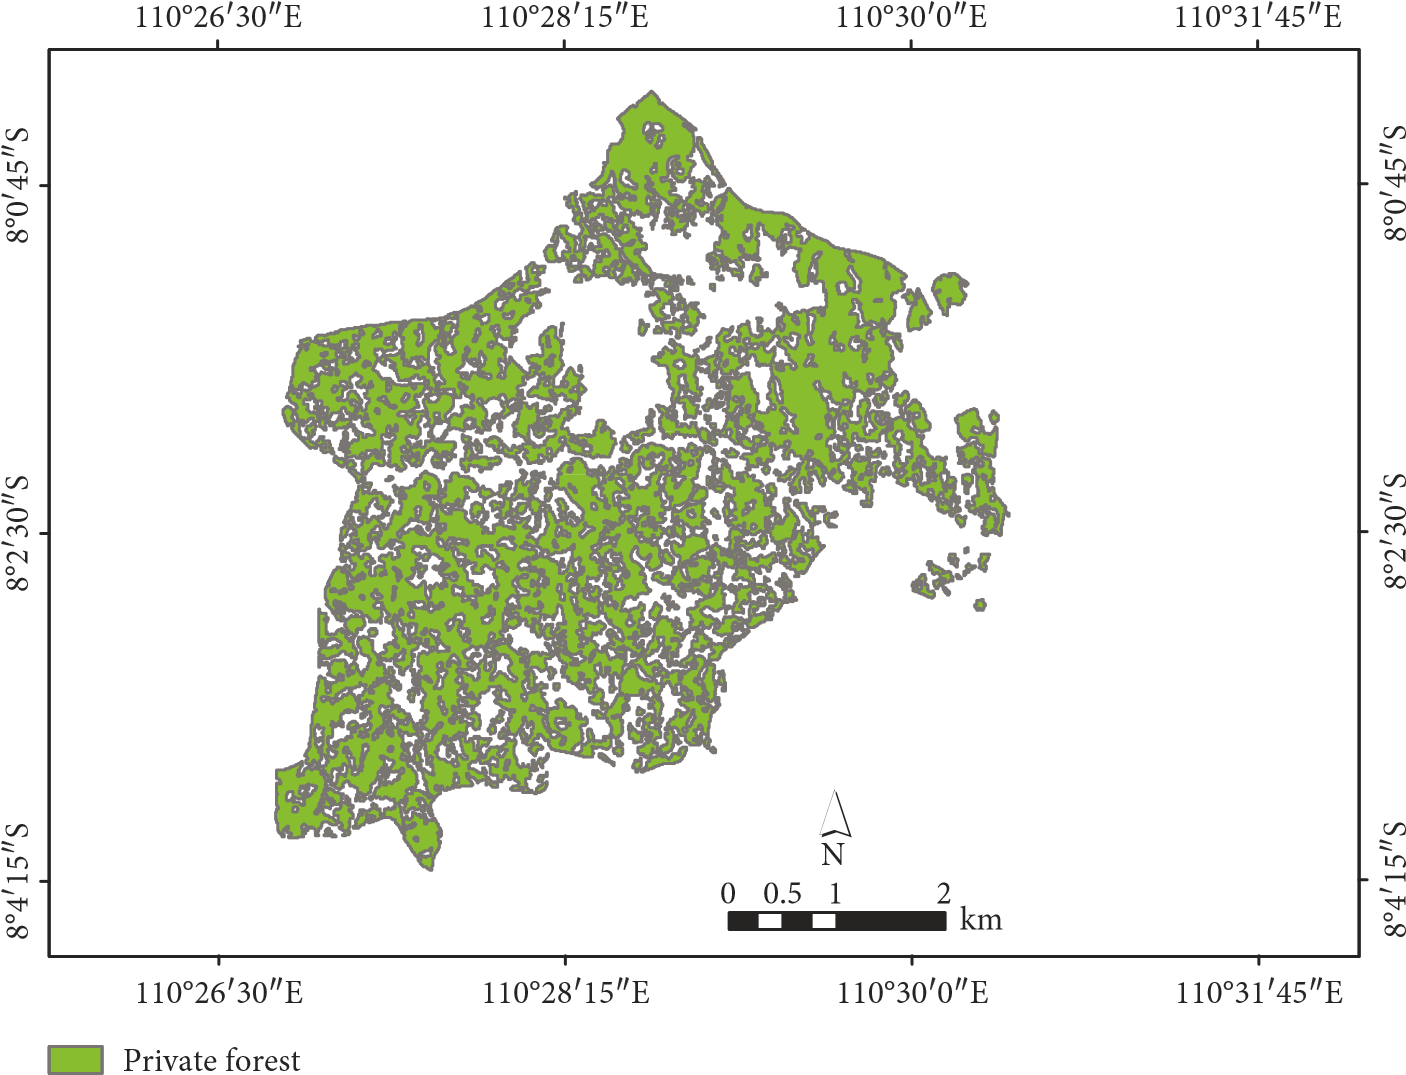 110°26′30″E 110°28′15″E 110°30′0″E 110°31′45″E
8°0′45″S 8°0′45″S
8°2′30″S 8°2′30″S
8°4′15″S 8°4′15″S
N
0 0.5 1 2
km
110°26′30″E 110°28′15″E 110°30′0″E 110°31′45″E
Private forest